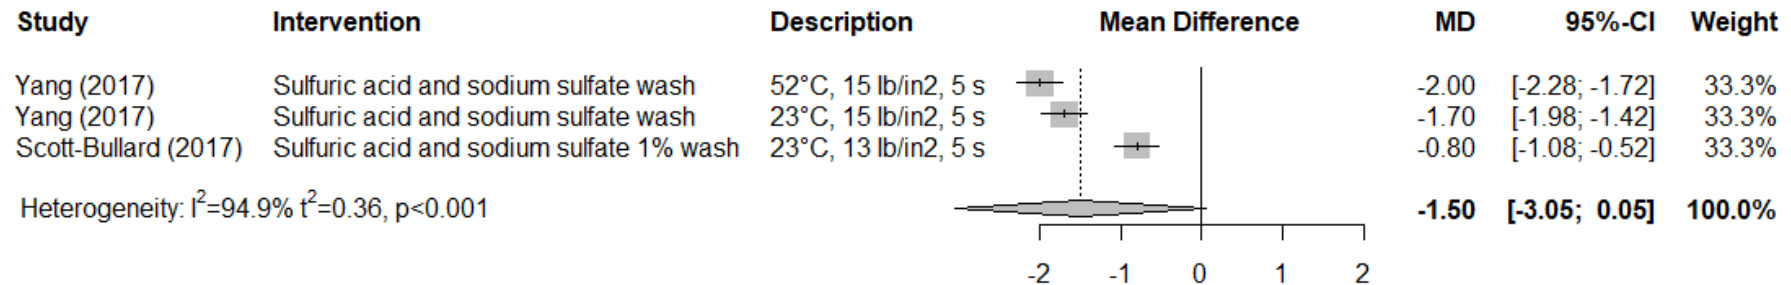 Study Intervention Description Mean Difference MD 95%-CI Weight
Yang (2017) Sulfuric acid and sodium sulfate wash 52°C, 15 lb/in2, 5 s -2.00 [-2.28; -1.72] 33.3%
Yang (2017) Sulfuric acid and sodium sulfate wash 23°C, 15 lb/in2, 5 s -1.70 [-1.98; -1.42] 33.3%
Scott-Bullard (2017) Sulfuric acid and sodium sulfate 1% wash 23°C, 13 lb/in2, 5 s -0.80 [-1.08; -0.52] 33.3%
Heterogeneity: I²=94.9% t²=0.36, p<0.001 -1.50 [-3.05; 0.05] 100.0%
-2 -1 0 1 2